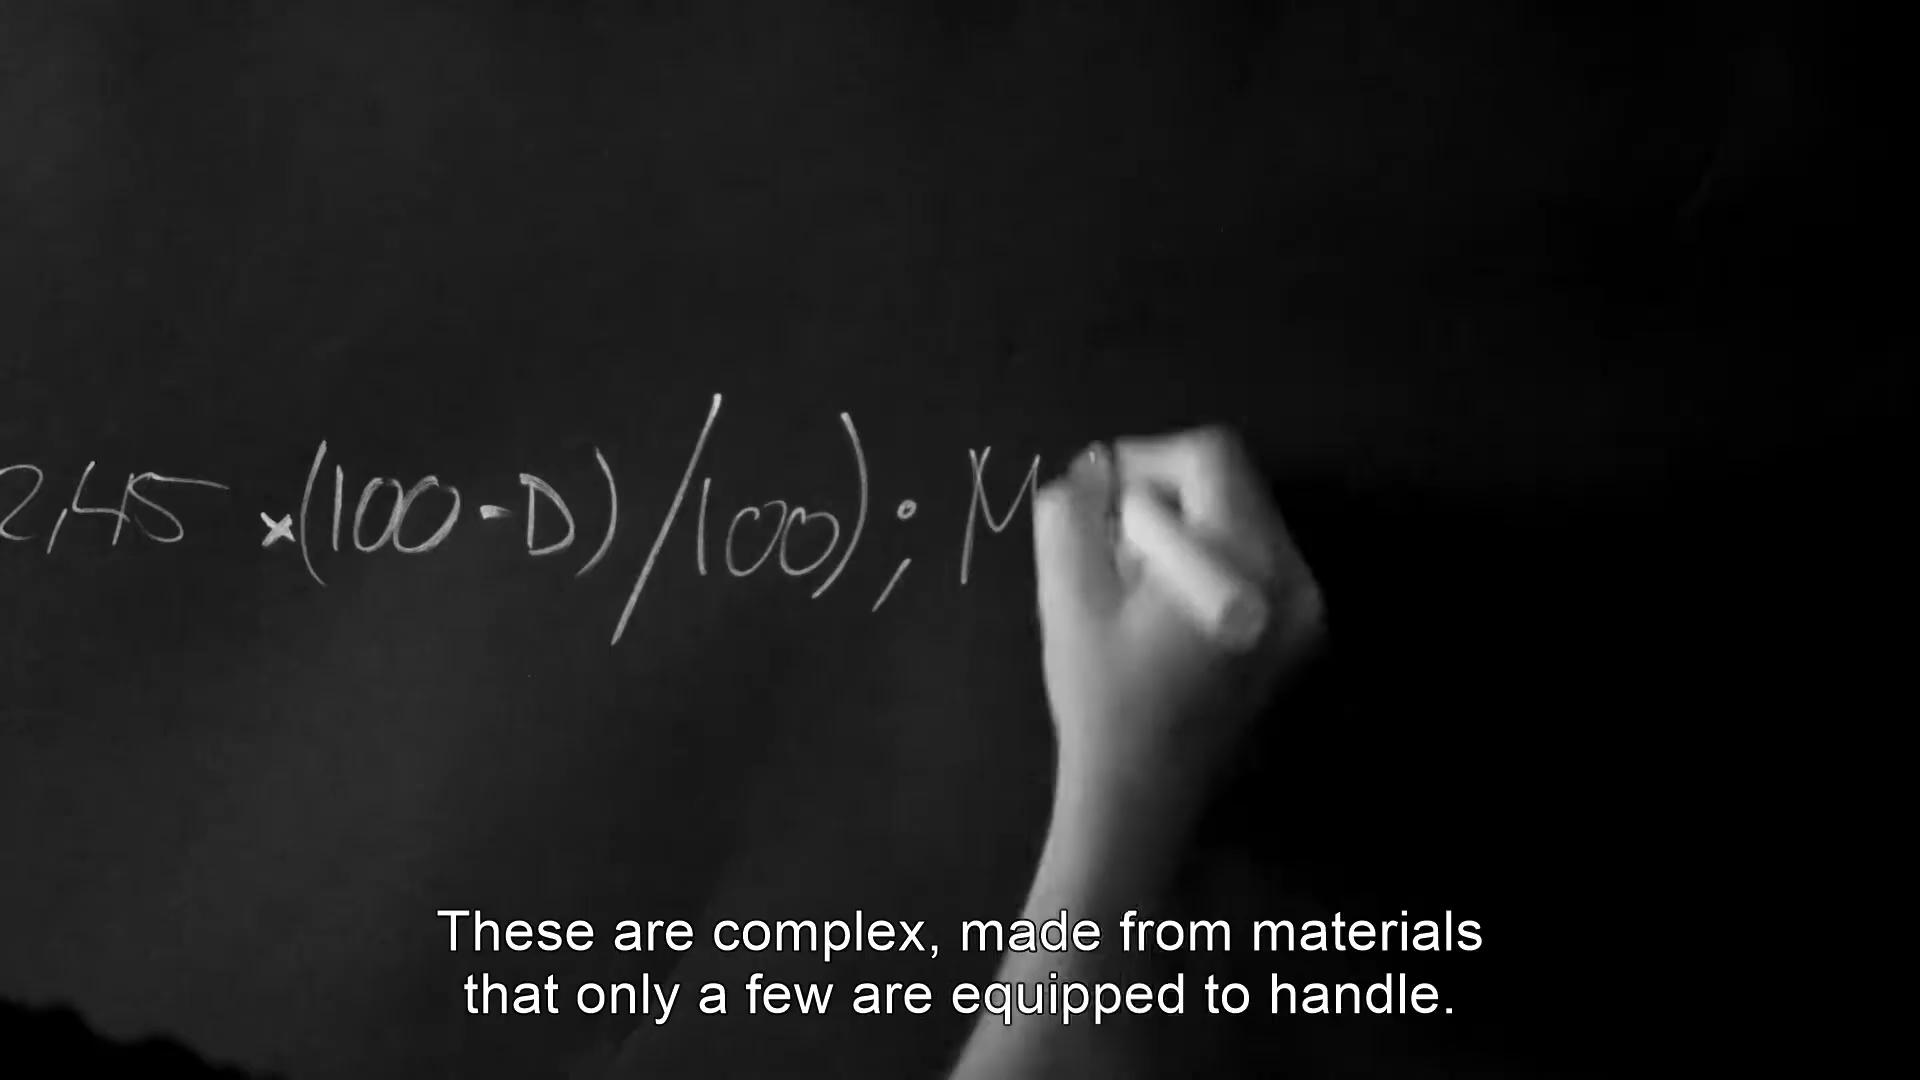 2,45 × (100 - D) / 100) ; M
These are complex, made from materials
that only a few are equipped to handle.